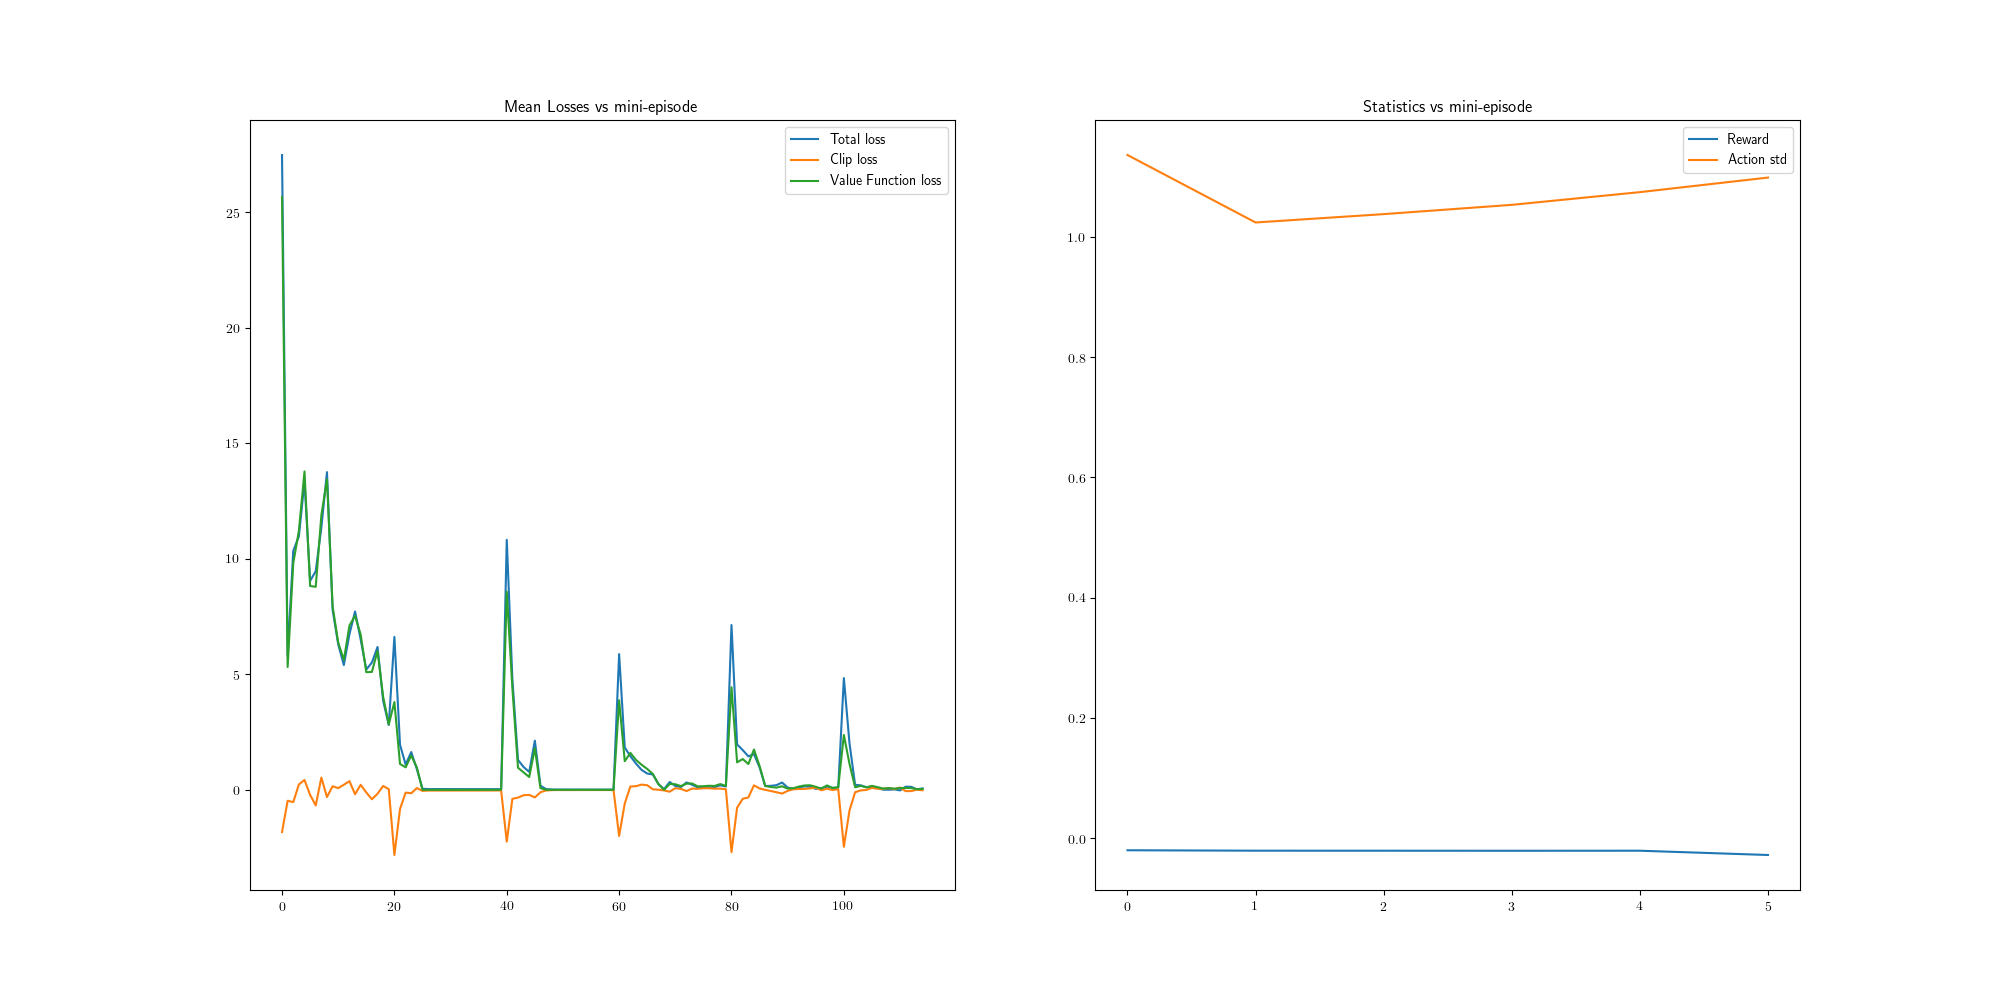 Mean Losses vs mini-episode
Total loss
Clip loss
Value Function loss
25
20
15
10
5
0
0 20 40 60 80 100
Statistics vs mini-episode
Reward
Action std
1.0
0.8
0.6
0.4
0.2
0.0
0 1 2 3 4 5